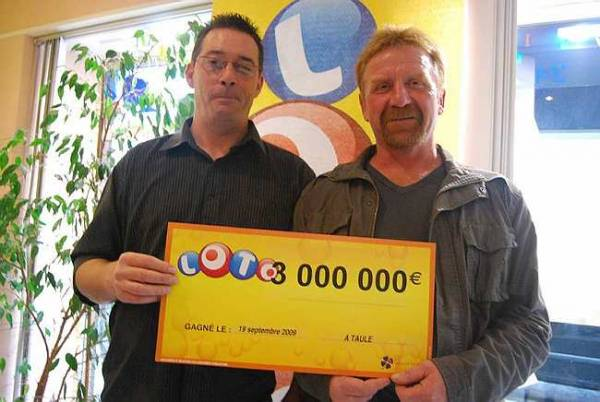 LOTO 3 000 000€
GAGNÉ LE : 19 septembre 2009 À TAULE